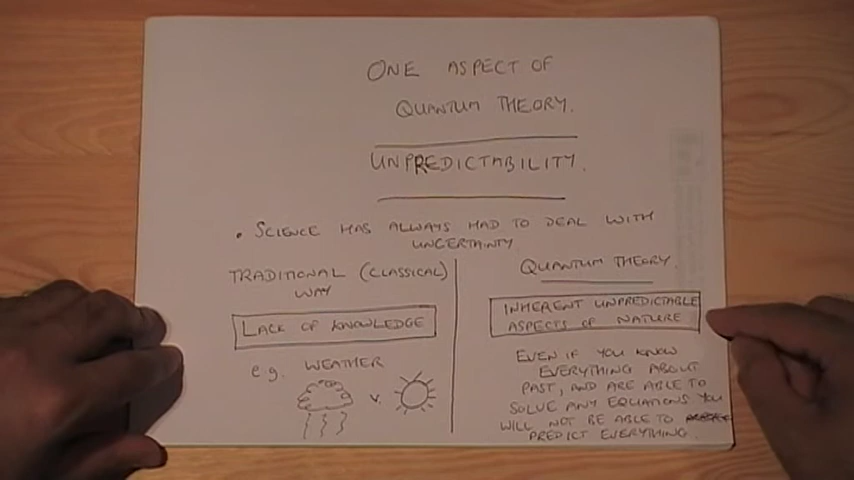 ONE ASPECT OF
QUANTUM THEORY.
UNPREDICTABILITY.
• SCIENCE HAS ALWAYS HAD TO DEAL WITH
UNCERTAINTY
TRADITIONAL (CLASSICAL)
WAY
LACK OF KNOWLEDGE
e.g. WEATHER
v.
QUANTUM THEORY.
INHERENT UNPREDICTABLE
ASPECTS OF NATURE
EVEN IF YOU KNOW
EVERYTHING ABOUT
PAST, AND ARE ABLE TO
SOLVE ANY EQUATIONS YOU
WILL NOT BE ABLE TO
PREDICT EVERYTHING.